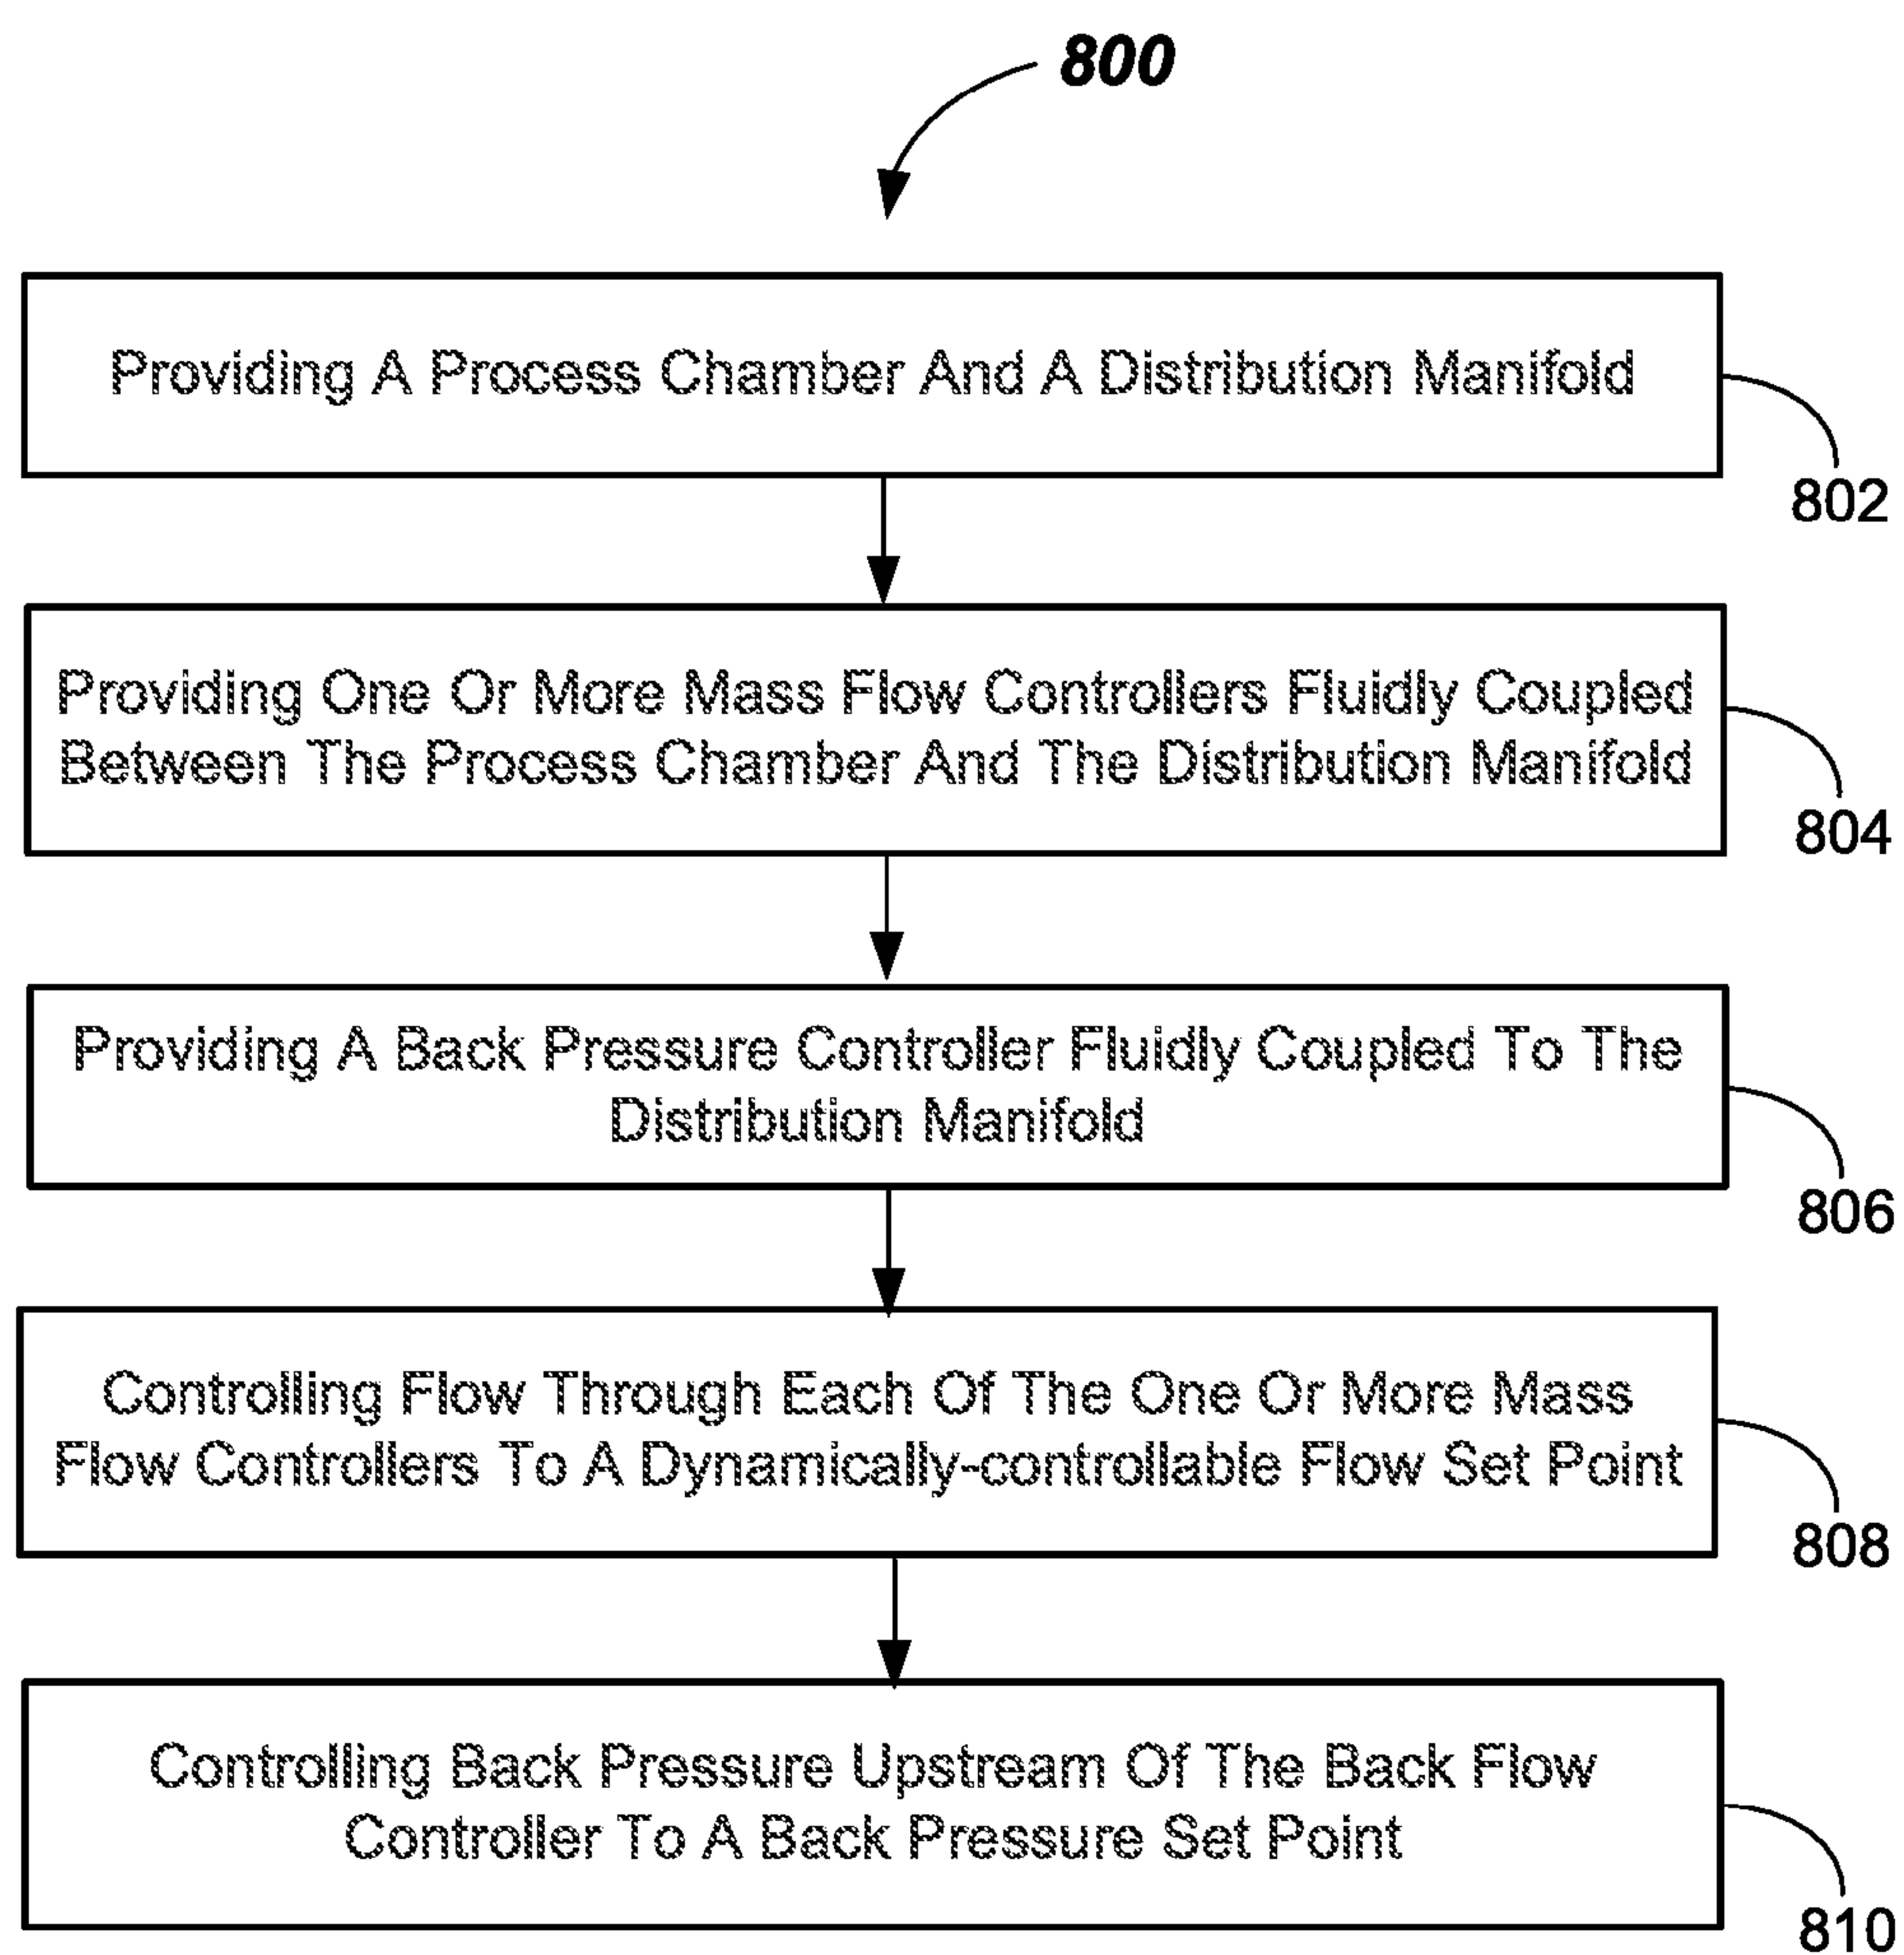 800
Providing A Process Chamber And A Distribution Manifold
802
Providing One Or More Mass Flow Controllers Fluidly Coupled
Between The Process Chamber And The Distribution Manifold
804
Providing A Back Pressure Controller Fluidly Coupled To The
Distribution Manifold
806
Controlling Flow Through Each Of The One Or More Mass
Flow Controllers To A Dynamically-controllable Flow Set Point
808
Controlling Back Pressure Upstream Of The Back Flow
Controller To A Back Pressure Set Point
810